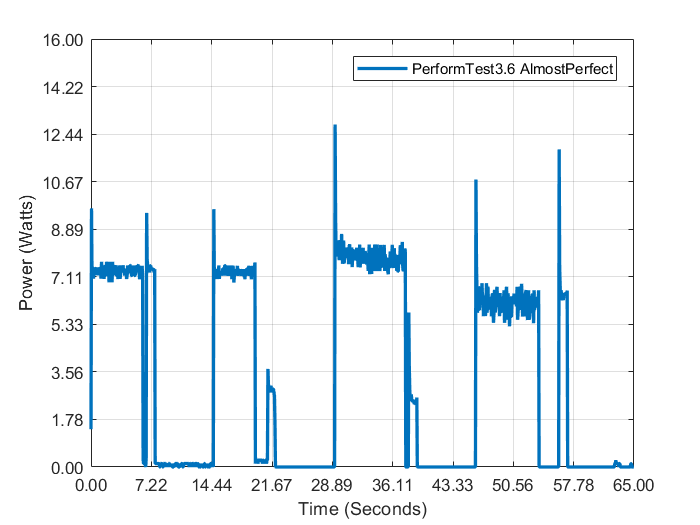 PerformTest3.6 AlmostPerfect
16.00
14.22
12.44
10.67
8.89
7.11
5.33
3.56
1.78
0.00
Power (Watts)
0.00 7.22 14.44 21.67 28.89 36.11 43.33 50.56 57.78 65.00
Time (Seconds)